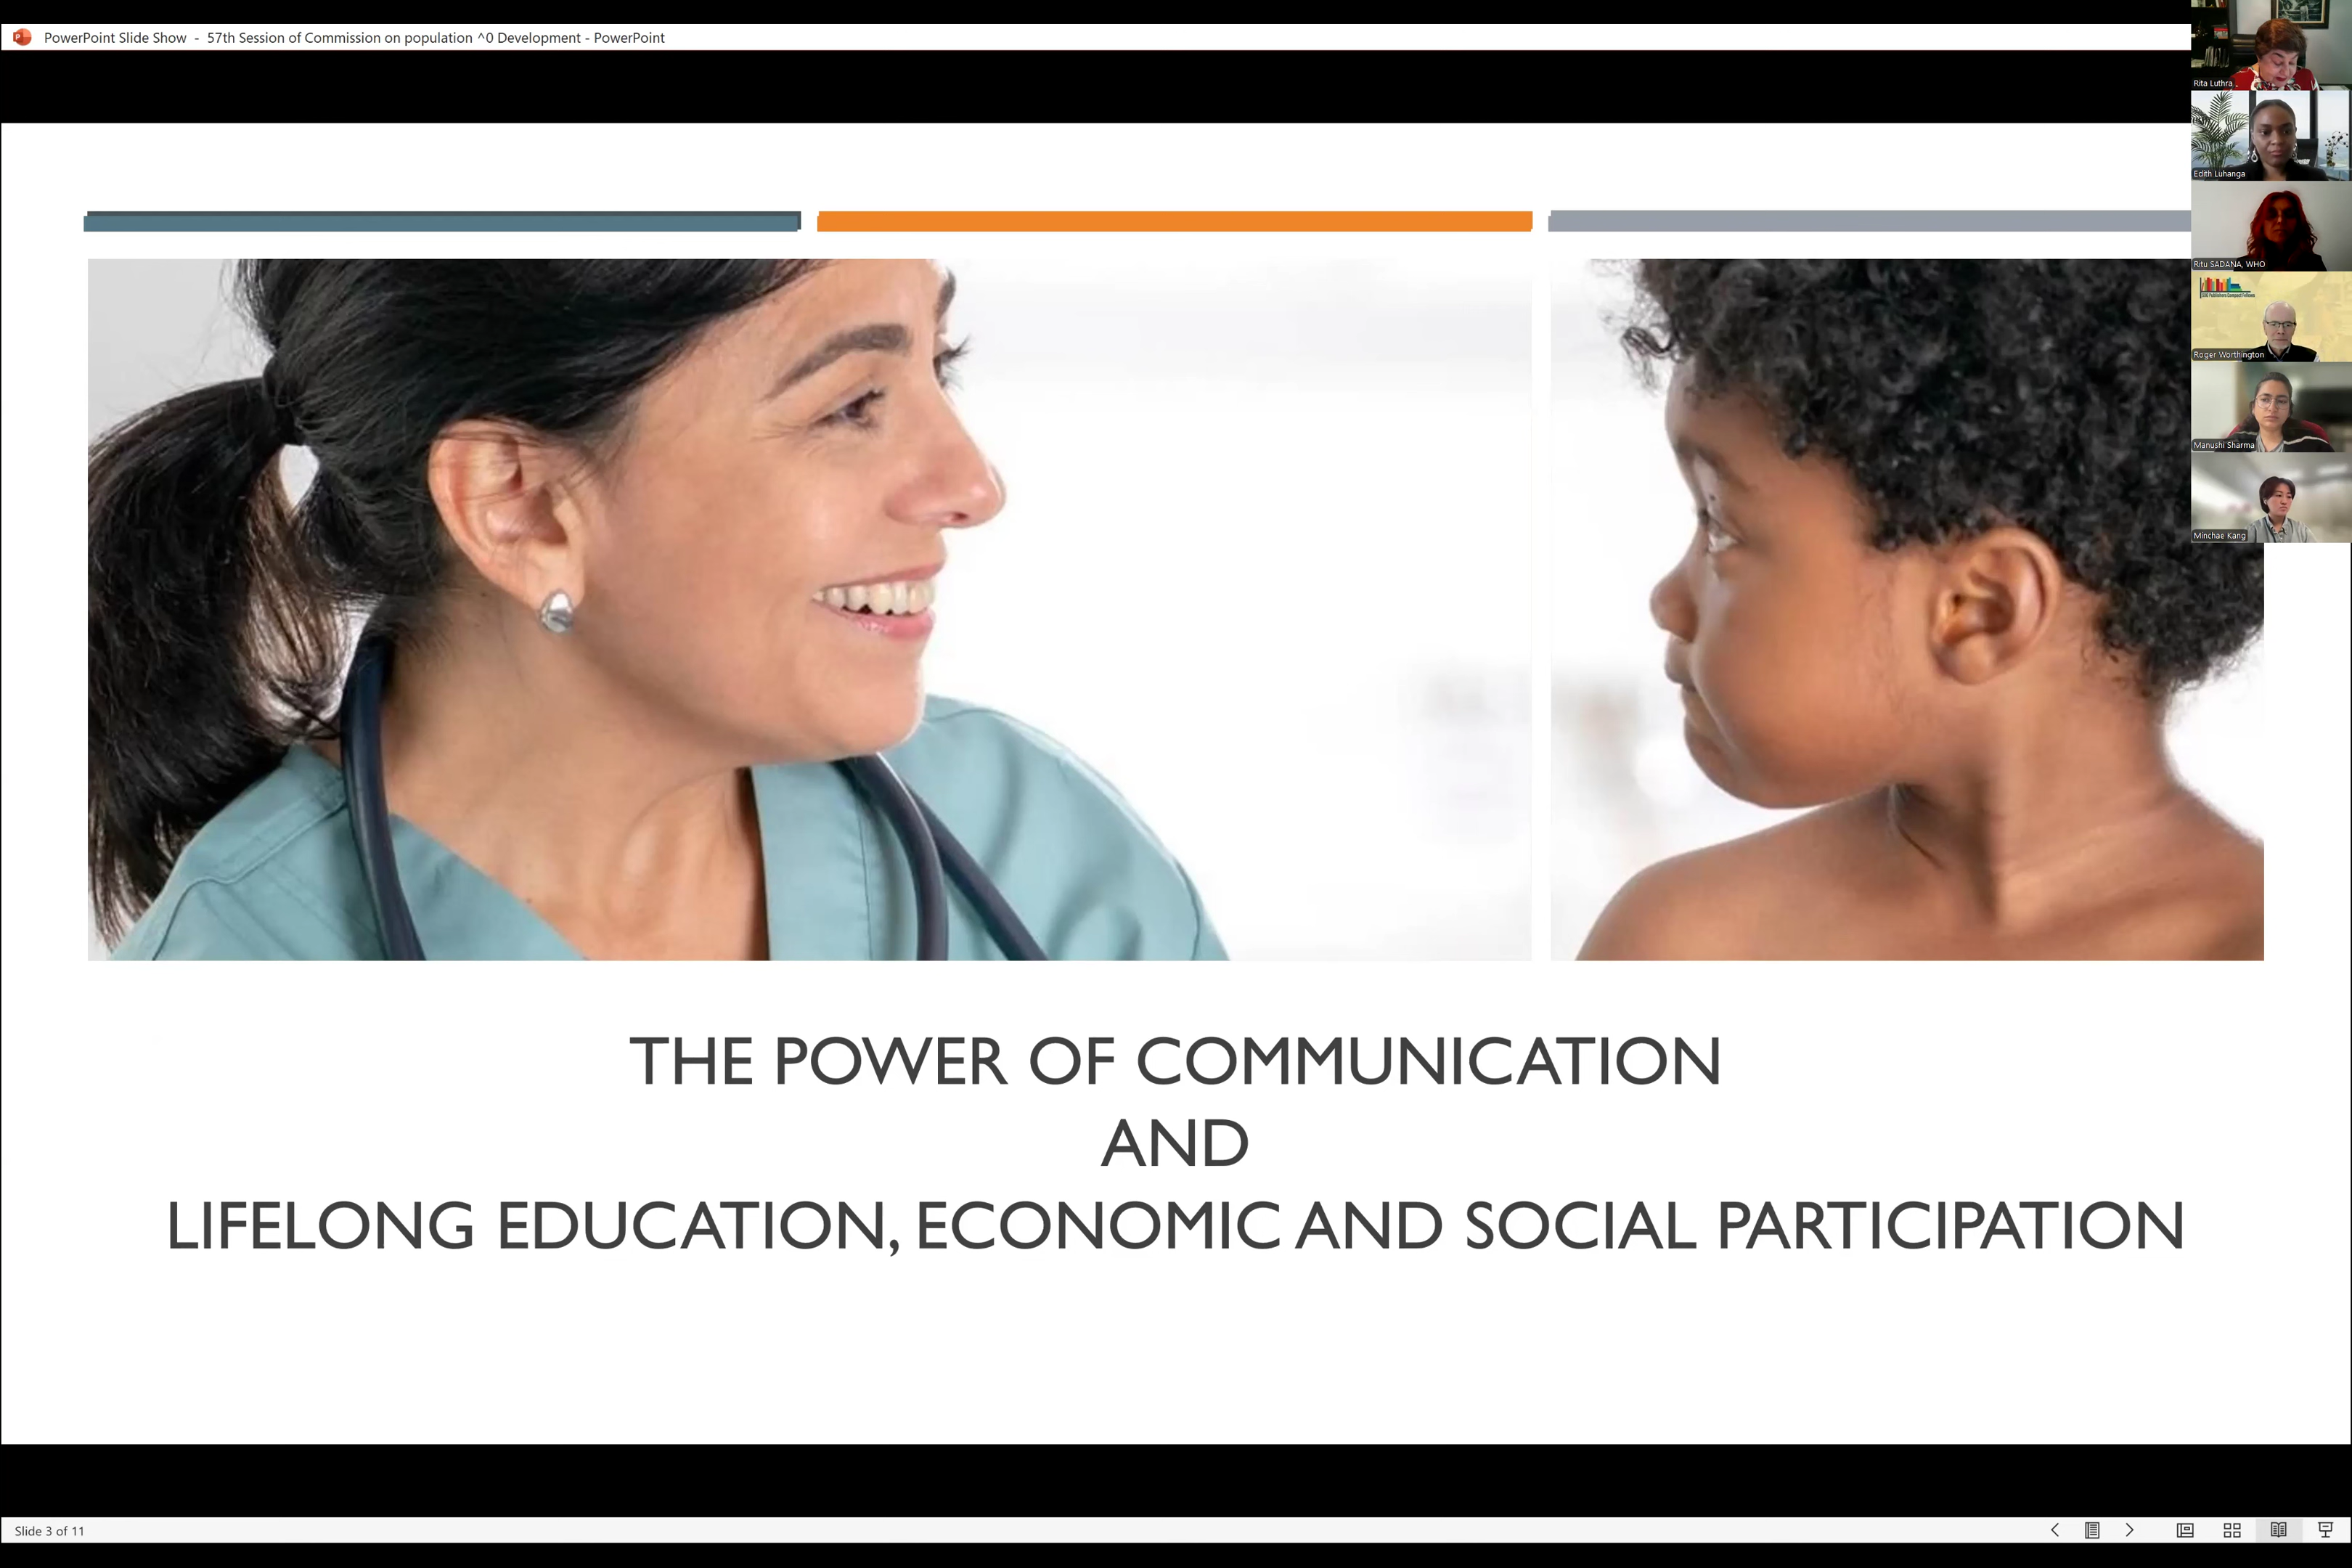 PowerPoint Slide Show - 57th Session of Commission on population ^0 Development - PowerPoint
Rita Luthra
Edith Luhanga
Ritu SADANA, WHO
Roger Worthington
Manushi Sharma
Minchae Kang
THE POWER OF COMMUNICATION
AND
LIFELONG EDUCATION, ECONOMIC AND SOCIAL PARTICIPATION
Slide 3 of 11